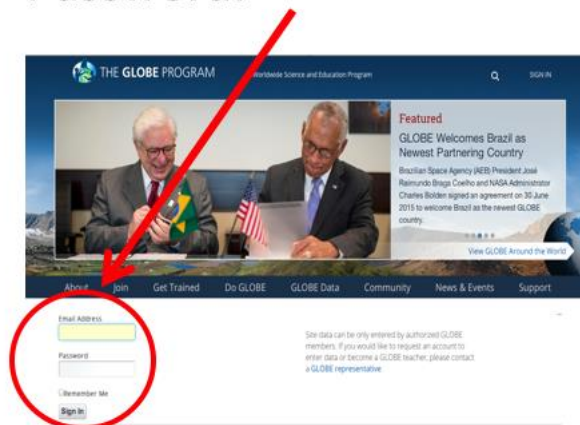 THE GLOBE PROGRAM
Worldwide Science and Education Program
SIGN IN
Featured
GLOBE Welcomes Brazil as
Newest Partnering Country
Brazilian Space Agency (AEB) President José
Raimundo Braga Coelho and NASA Administrator
Charles Bolden signed an agreement on 30 June
2015 to welcome Brazil as the newest GLOBE
country.
View GLOBE Around the World
About Join Get Trained Do GLOBE GLOBE Data Community News & Events Support
Email Address
Site data can be only entered by authorized GLOBE
members. If you would like to request an account to
enter data or become a GLOBE teacher, please contact
a GLOBE representative
Password
Remember Me
Sign In